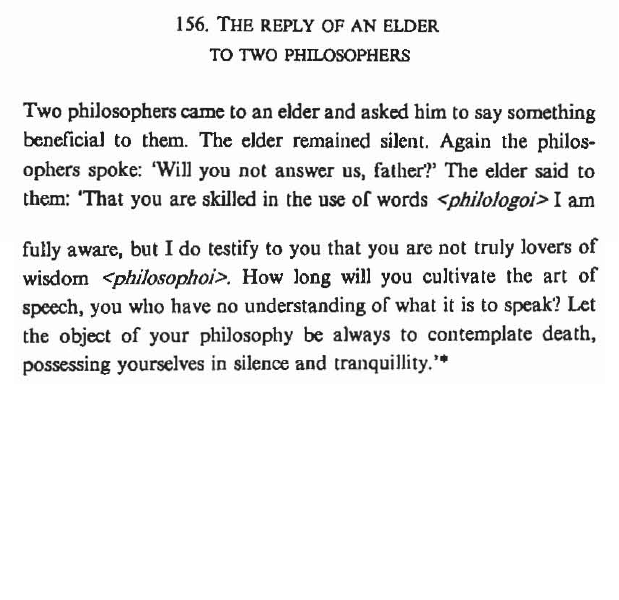 156. THE REPLY OF AN ELDER
TO TWO PHILOSOPHERS
Two philosophers came to an elder and asked him to say something
beneficial to them. The elder remained silent. Again the philos-
ophers spoke: ‘Will you not answer us, father?’ The elder said to
them: ‘That you are skilled in the use of words <philologoi> I am
fully aware, but I do testify to you that you are not truly lovers of
wisdom <philosophoi>. How long will you cultivate the art of
speech, you who have no understanding of what it is to speak? Let
the object of your philosophy be always to contemplate death,
possessing yourselves in silence and tranquillity.’*